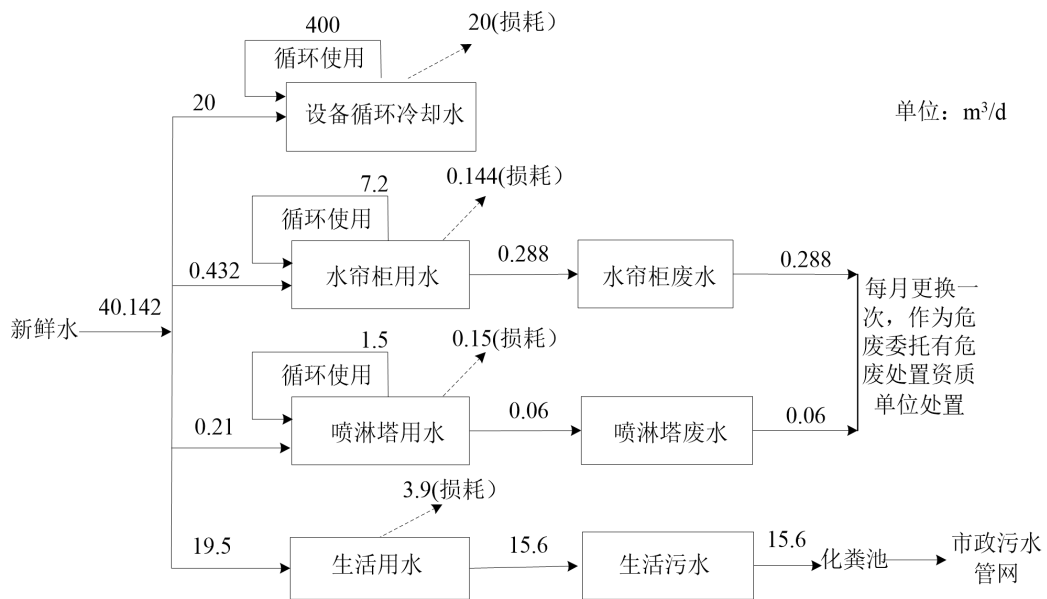 400
20(损耗）
循环使用
20
设备循环冷却水
单位：m³/d
7.2
0.144(损耗）
循环使用
0.432
水帘柜用水
0.288
水帘柜废水
0.288
新鲜水
40.142
每月更换一
次，作为危
废委托有危
废处置资质
单位处置
1.5
0.15(损耗）
循环使用
0.21
喷淋塔用水
0.06
喷淋塔废水
0.06
3.9(损耗）
19.5
生活用水
15.6
生活污水
15.6
化粪池
市政污水
管网